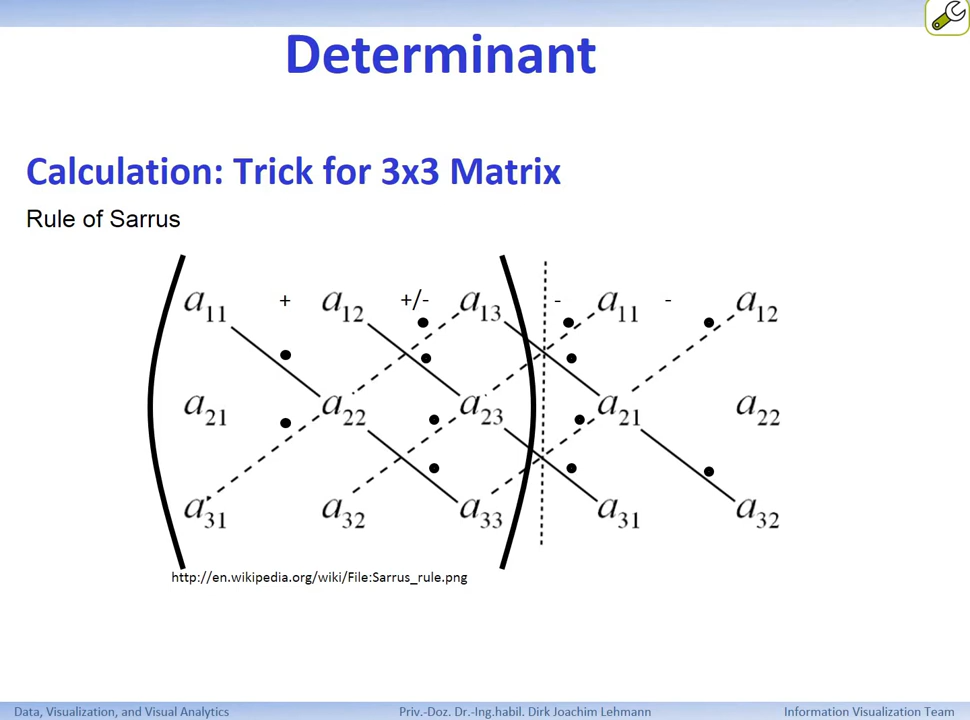 Determinant
Calculation: Trick for 3x3 Matrix
Rule of Sarrus
a11 + a12 +/- a13 - a11 - a12
a21 a22 a23 a21 a22
a31 a32 a33 a31 a32
http://en.wikipedia.org/wiki/File:Sarrus_rule.png
Data, Visualization, and Visual Analytics
Priv.-Doz. Dr.-Ing.habil. Dirk Joachim Lehmann
Information Visualization Team